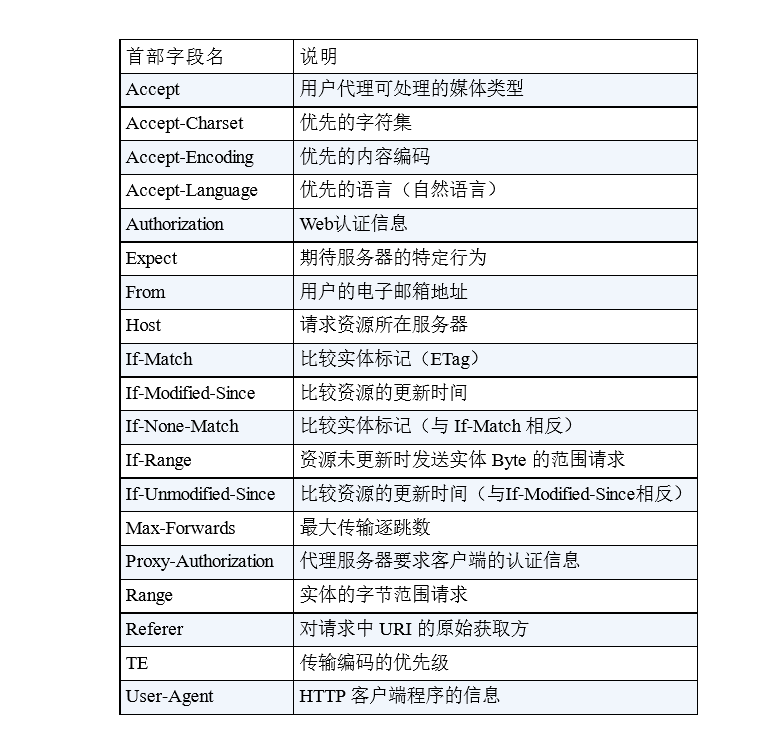 首部字段名 说明
Accept 用户代理可处理的媒体类型
Accept-Charset 优先的字符集
Accept-Encoding 优先的内容编码
Accept-Language 优先的语言（自然语言）
Authorization Web认证信息
Expect 期待服务器的特定行为
From 用户的电子邮箱地址
Host 请求资源所在服务器
If-Match 比较实体标记（ETag）
If-Modified-Since 比较资源的更新时间
If-None-Match 比较实体标记（与 If-Match 相反）
If-Range 资源未更新时发送实体 Byte 的范围请求
If-Unmodified-Since 比较资源的更新时间（与If-Modified-Since相反）
Max-Forwards 最大传输逐跳数
Proxy-Authorization 代理服务器要求客户端的认证信息
Range 实体的字节范围请求
Referer 对请求中 URI 的原始获取方
TE 传输编码的优先级
User-Agent HTTP 客户端程序的信息